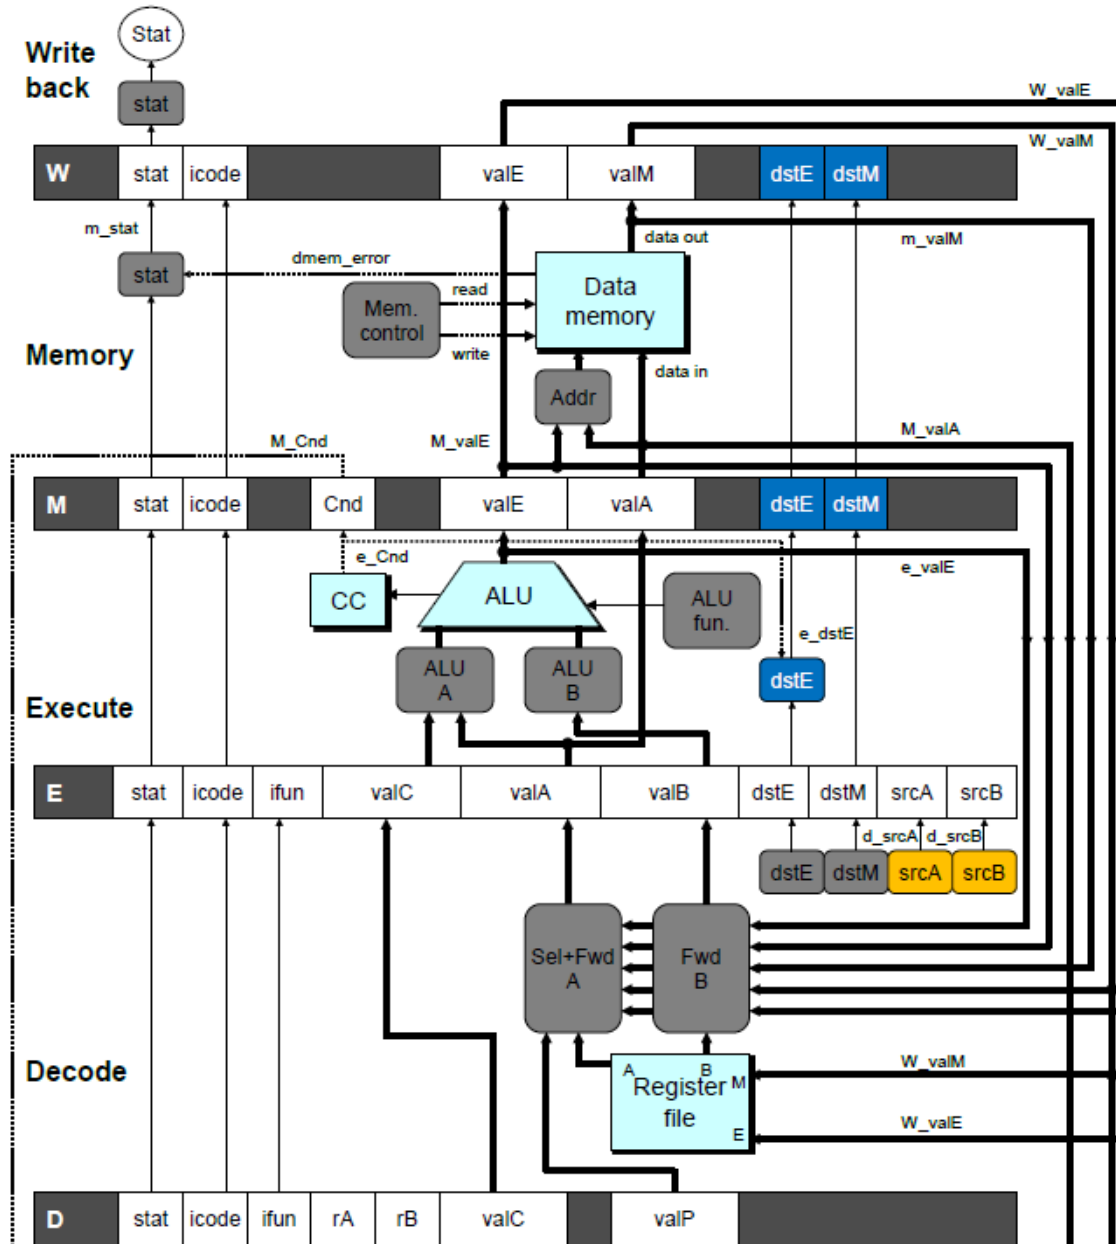 Stat
Write
back
stat
W_valE
W_valM
W stat icode valE valM dstE dstM
m_stat
data out
m_valM
dmem_error
stat
read
Mem.
control
Data
memory
write
Memory
data in
Addr
M_Cnd
M_valE
M_valA
M stat icode Cnd valE valA dstE dstM
e_Cnd
e_valE
CC
ALU
ALU
fun.
e_dstE
ALU
A
ALU
B
dstE
Execute
E stat icode ifun valC valA valB dstE dstM srcA srcB
d_srcA d_srcB
dstE dstM srcA srcB
Sel+Fwd
A
Fwd
B
Decode
A B
Register M
file
E
W_valM
W_valE
D stat icode ifun rA rB valC valP